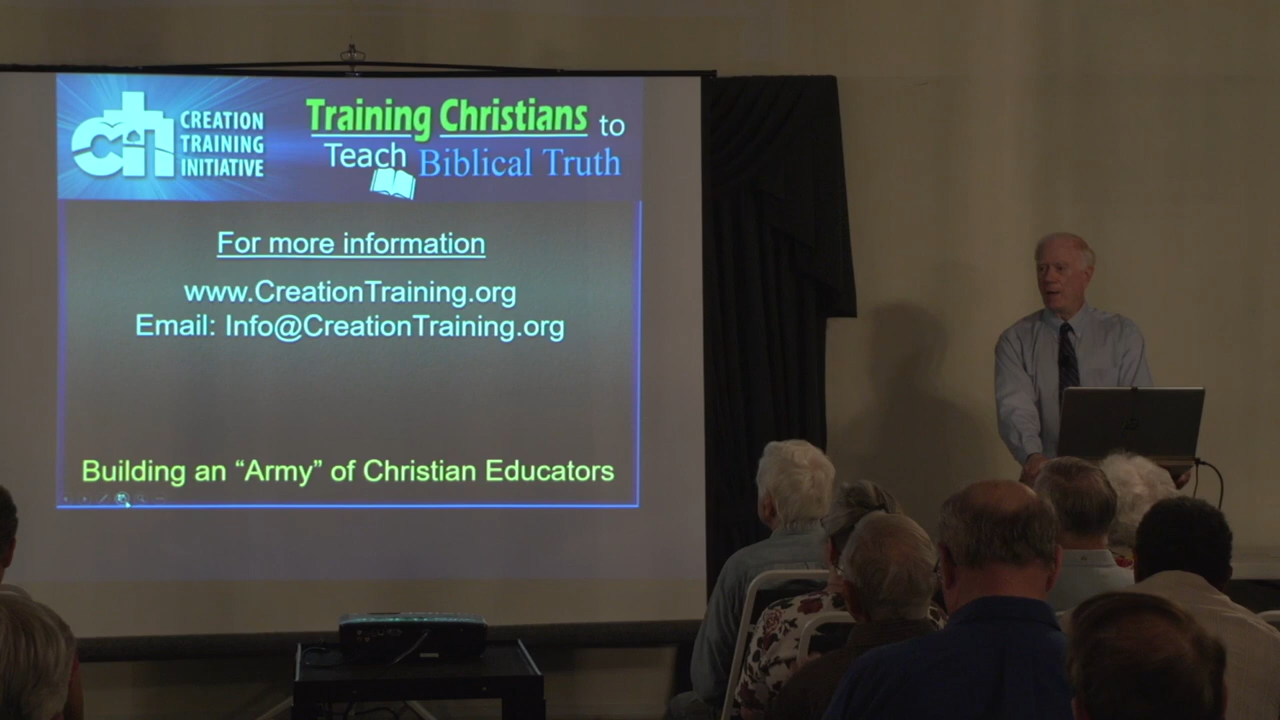 CREATION
TRAINING
INITIATIVE
Training Christians to
Teach Biblical Truth
For more information
www.CreationTraining.org
Email: Info@CreationTraining.org
Building an “Army” of Christian Educators